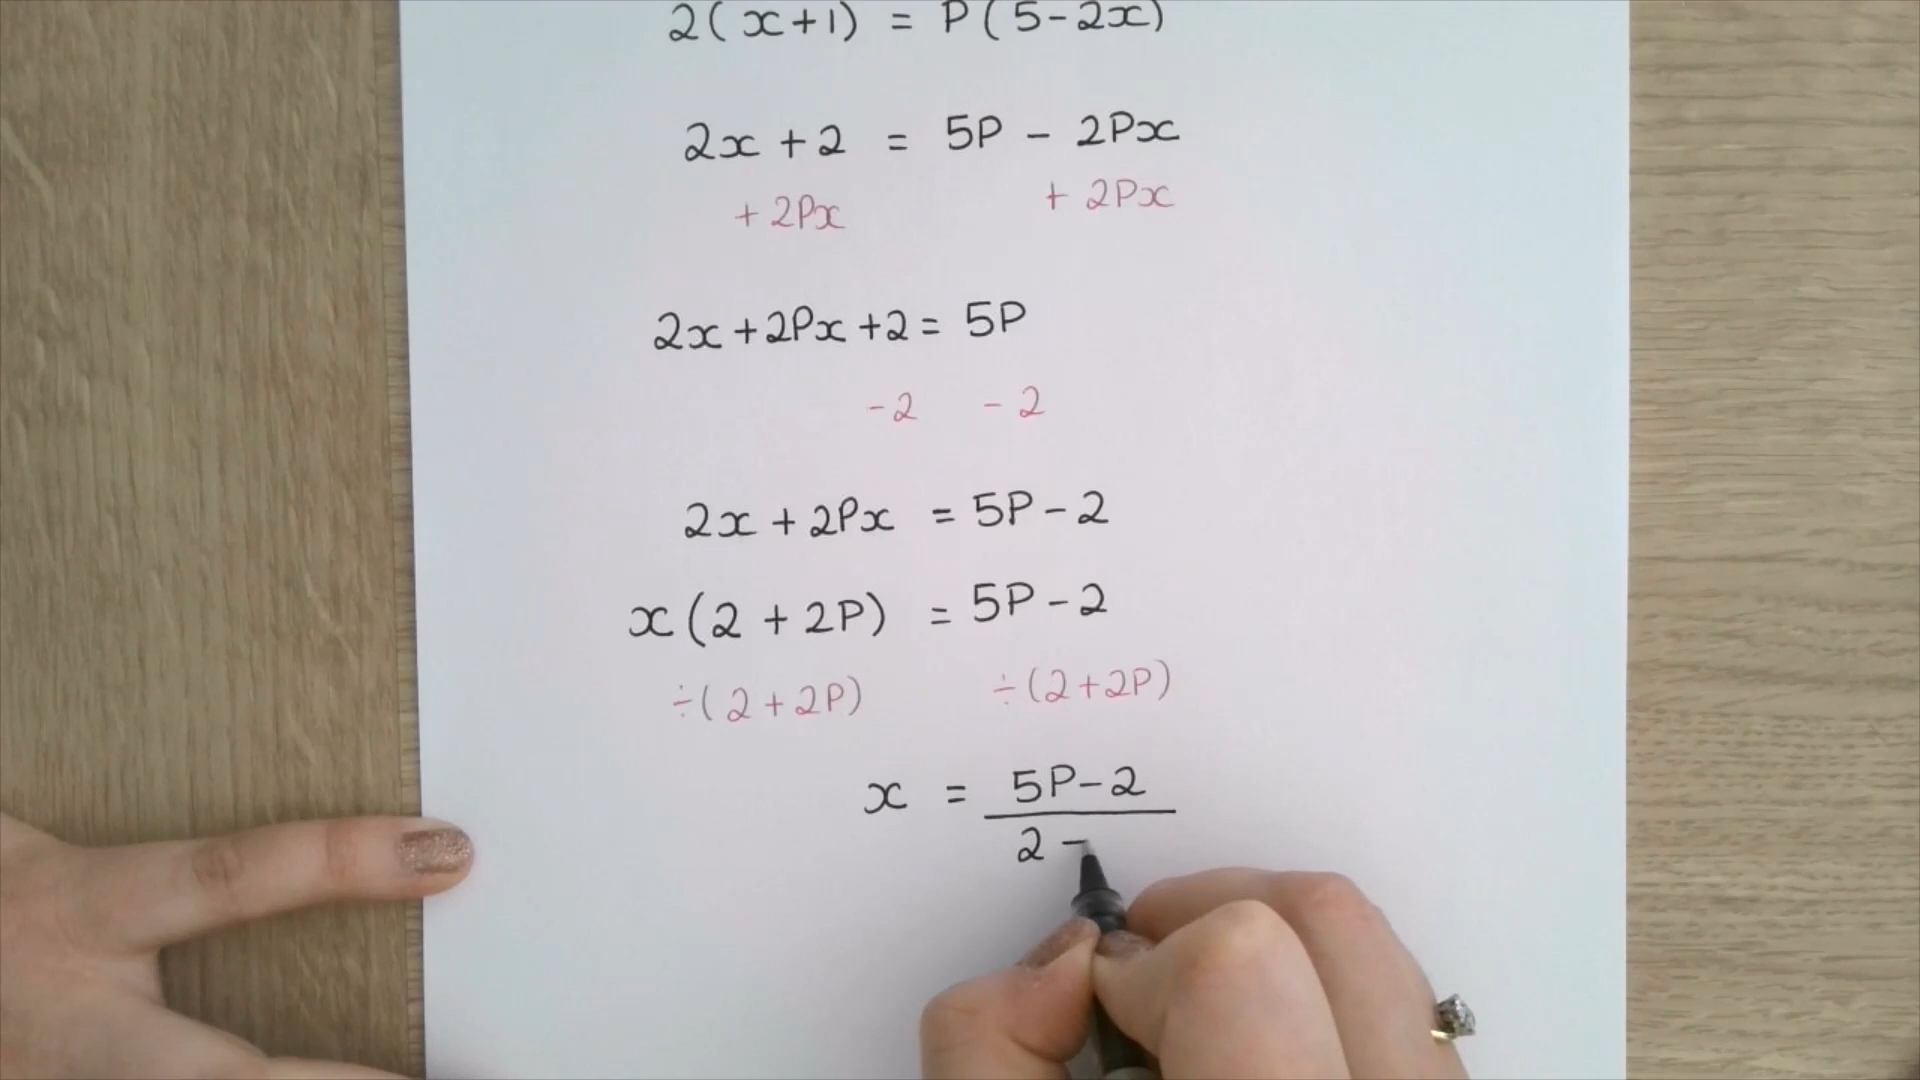 2(x+1) = P(5-2x)
2x + 2 = 5P - 2Px
+ 2Px + 2Px
2x + 2Px + 2 = 5P
- 2 - 2
2x + 2Px = 5P - 2
x(2 + 2P) = 5P - 2
÷(2 + 2P) ÷(2+2P)
x = 5P-2
2 -